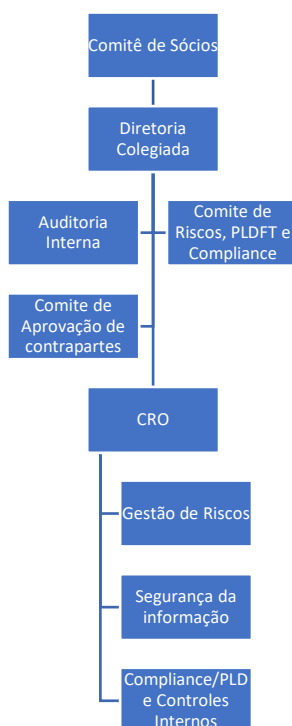 Comitê de Sócios
Diretoria
Colegiada
Auditoria
Interna
Comite de
Riscos, PLDFT e
Compliance
Comite de
Aprovação de
contrapartes
CRO
Gestão de Riscos
Segurança da
informação
Compliance/PLD
e Controles
Internos